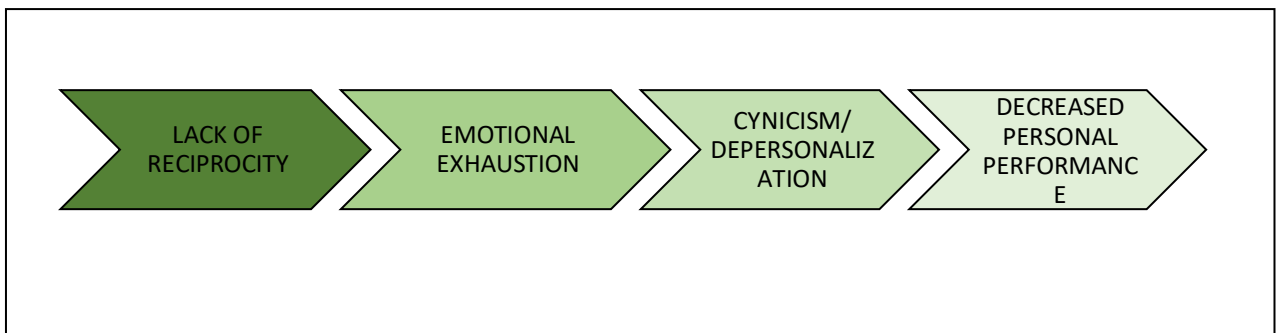 LACK OF
RECIPROCITY
EMOTIONAL
EXHAUSTION
CYNICISM/
DEPERSONALIZ
ATION
DECREASED
PERSONAL
PERFORMANC
E